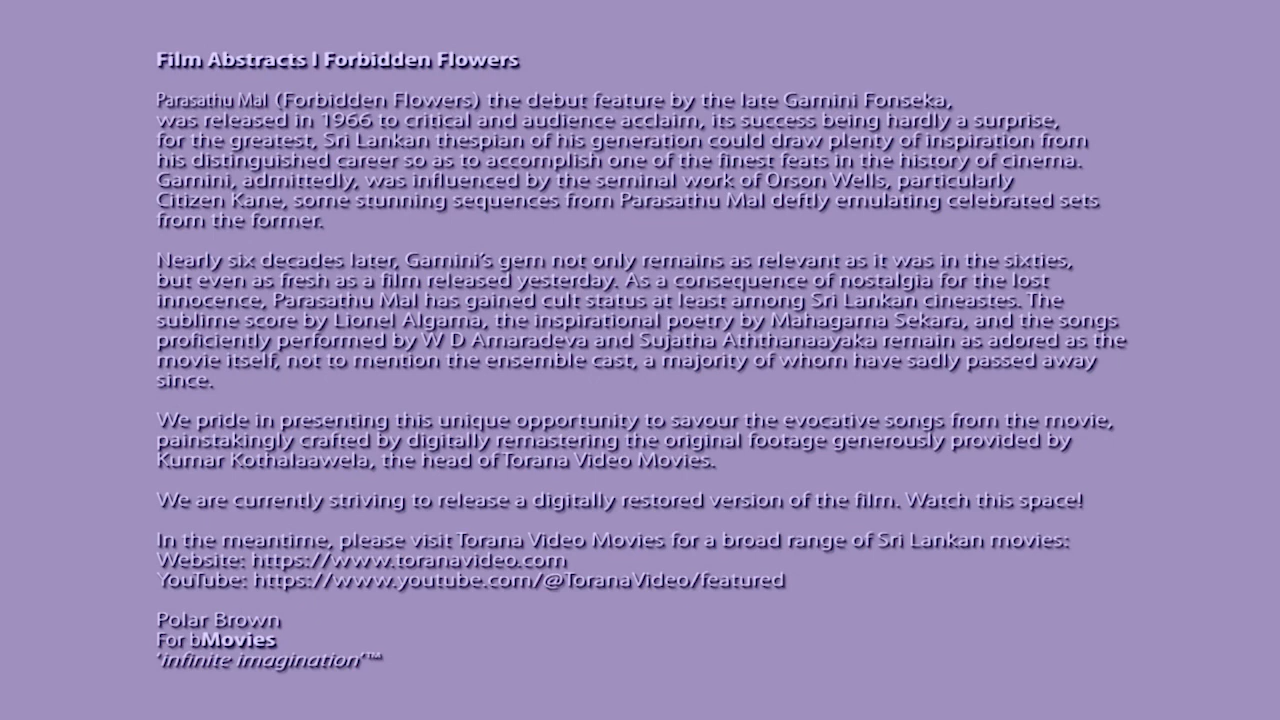 Film Abstracts l Forbidden Flowers
Parasathu Mal (Forbidden Flowers) the debut feature by the late Gamini Fonseka,
was released in 1966 to critical and audience acclaim, its success being hardly a surprise,
for the greatest, Sri Lankan thespian of his generation could draw plenty of inspiration from
his distinguished career so as to accomplish one of the finest feats in the history of cinema.
Gamini, admittedly, was influenced by the seminal work of Orson Wells, particularly
Citizen Kane, some stunning sequences from Parasathu Mal deftly emulating celebrated sets
from the former.
Nearly six decades later, Gamini’s gem not only remains as relevant as it was in the sixties,
but even as fresh as a film released yesterday. As a consequence of nostalgia for the lost
innocence, Parasathu Mal has gained cult status at least among Sri Lankan cineastes. The
sublime score by Lionel Algama, the inspirational poetry by Mahagama Sekara, and the songs
proficiently performed by W D Amaradeva and Sujatha Aththanaayaka remain as adored as the
movie itself, not to mention the ensemble cast, a majority of whom have sadly passed away
since.
We pride in presenting this unique opportunity to savour the evocative songs from the movie,
painstakingly crafted by digitally remastering the original footage generously provided by
Kumar Kothalaawela, the head of Torana Video Movies.
We are currently striving to release a digitally restored version of the film. Watch this space!
In the meantime, please visit Torana Video Movies for a broad range of Sri Lankan movies:
Website: https://www.toranavideo.com
YouTube: https://www.youtube.com/@ToranaVideo/featured
Polar Brown
For bMovies
‘infinite imagination’™